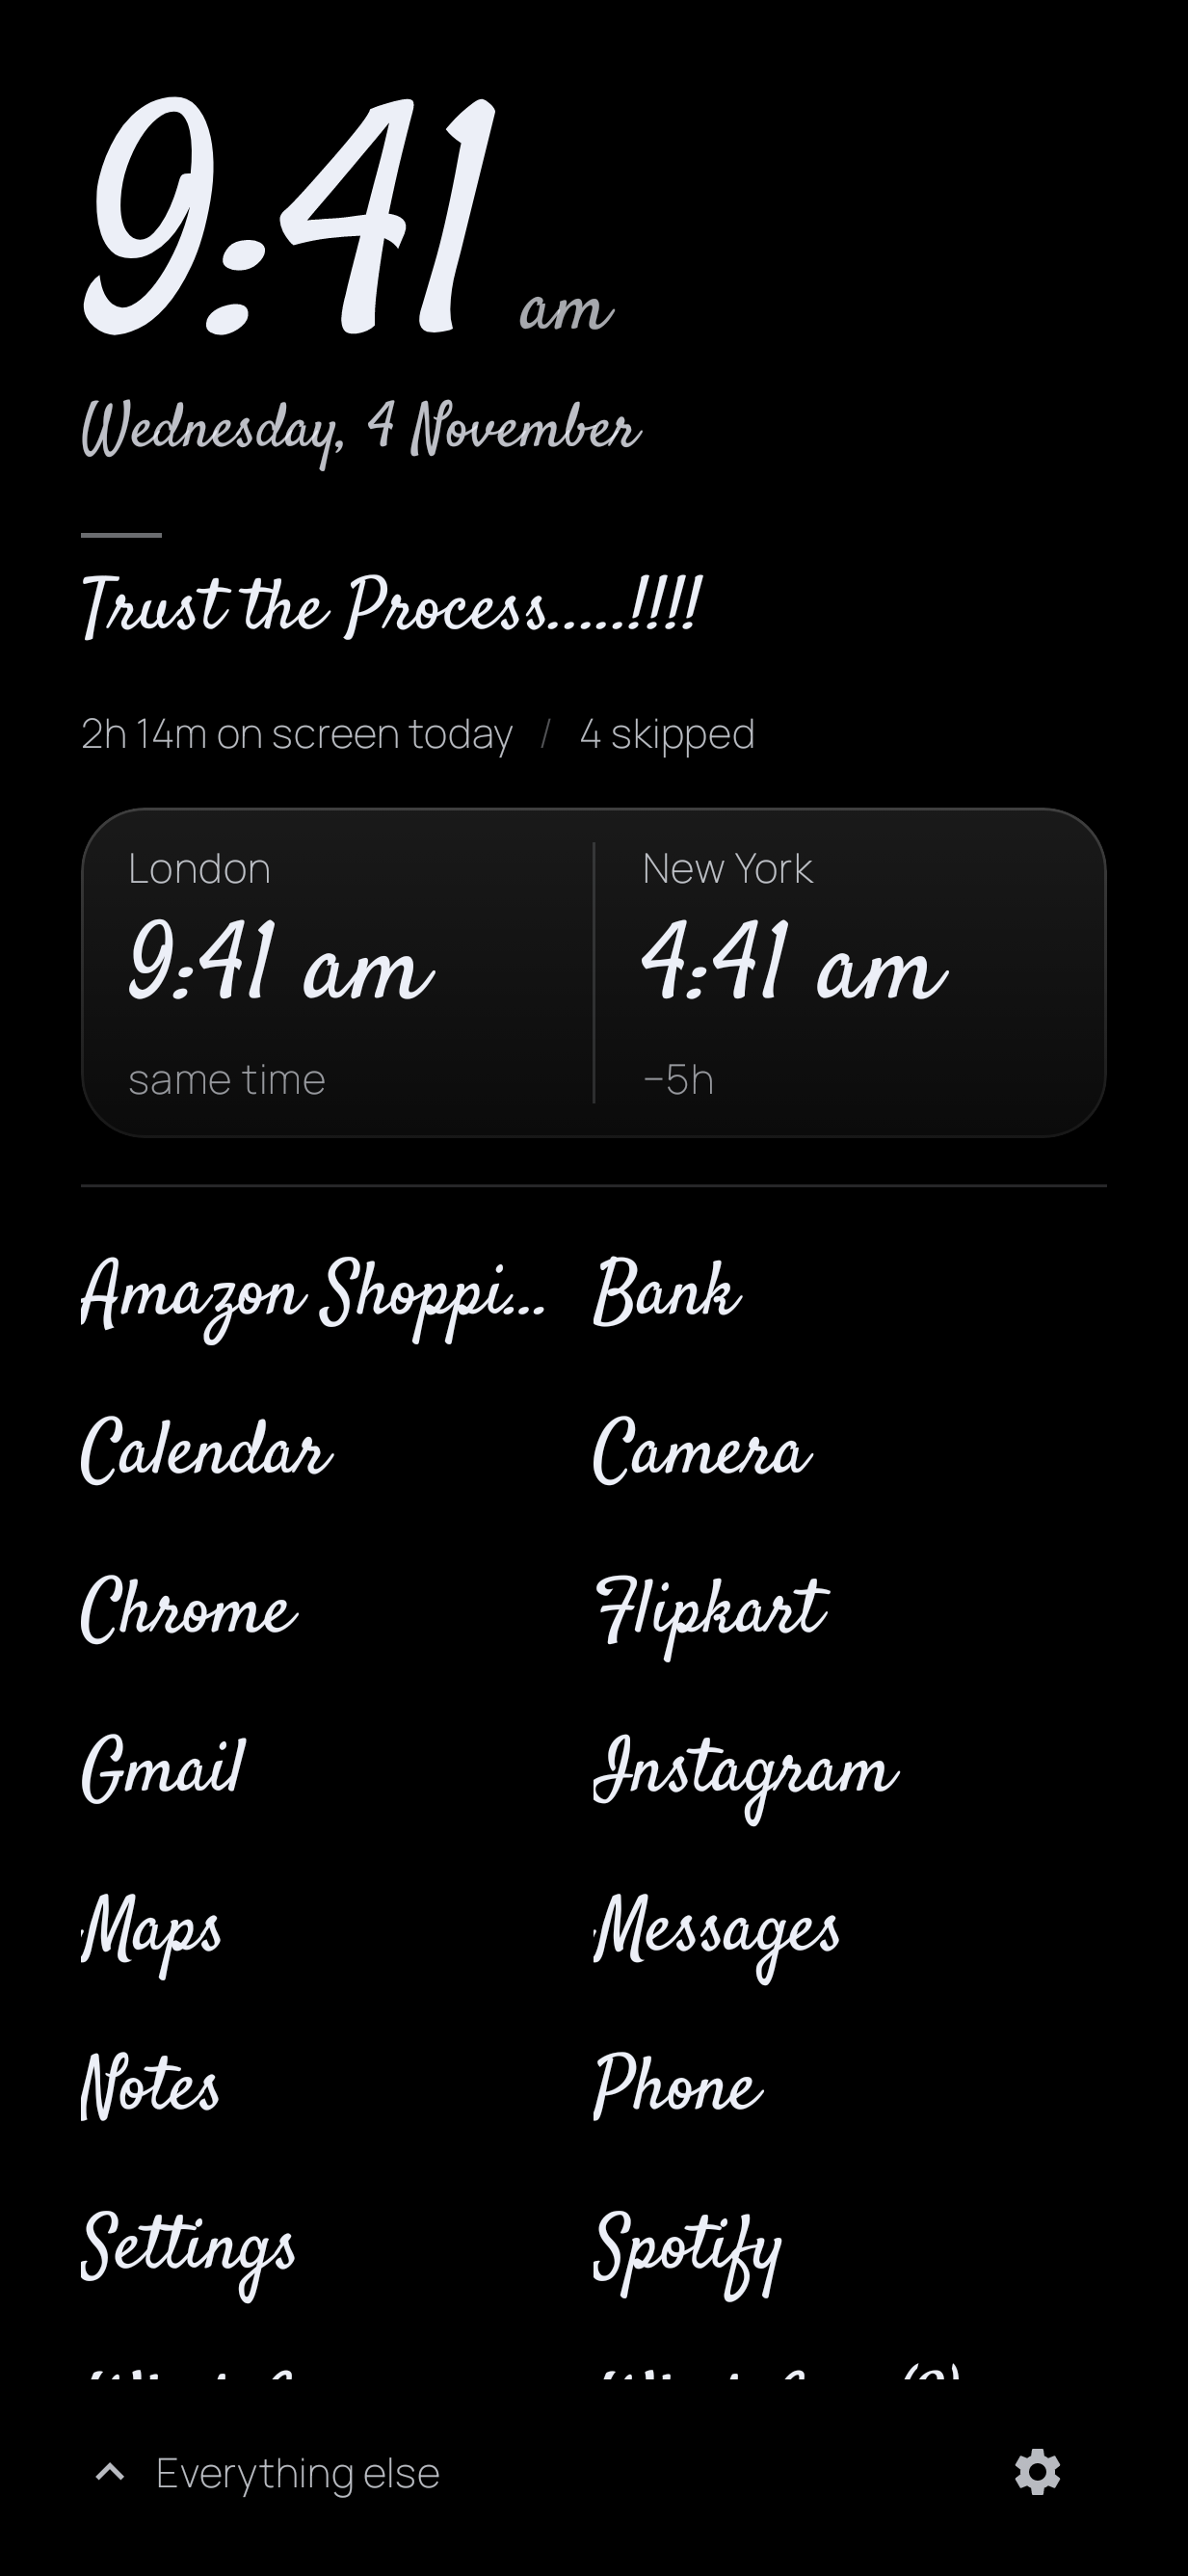 9:41 am
Wednesday, 4 November
Trust the Process.....!!!!
2h 14m on screen today / 4 skipped
London New York
9:41 am 4:41 am
same time −5h
Amazon Shoppi... Bank
Calendar Camera
Chrome Flipkart
Gmail Instagram
Maps Messages
Notes Phone
Settings Spotify
Everything else